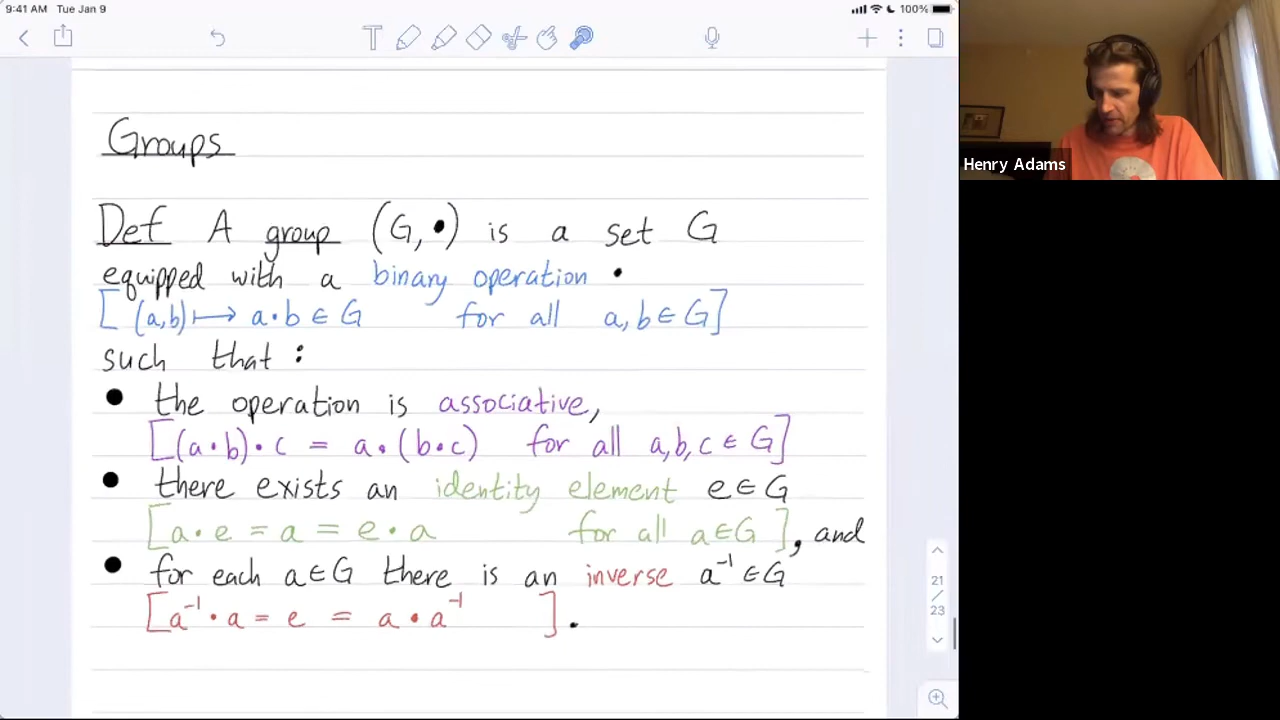 9:41 AM Tue Jan 9
100%
Groups
Def A group (G, •) is a set G
equipped with a binary operation •
[(a,b) ⟼ a•b ∈ G for all a,b ∈ G]
such that :
• the operation is associative,
[(a•b)•c = a•(b•c) for all a,b,c ∈ G]
• there exists an identity element e ∈ G
[a•e = a = e•a for all a ∈ G], and
• for each a ∈ G there is an inverse a⁻¹ ∈ G
[a⁻¹•a = e = a•a⁻¹ ].
21
/
23
Henry Adams